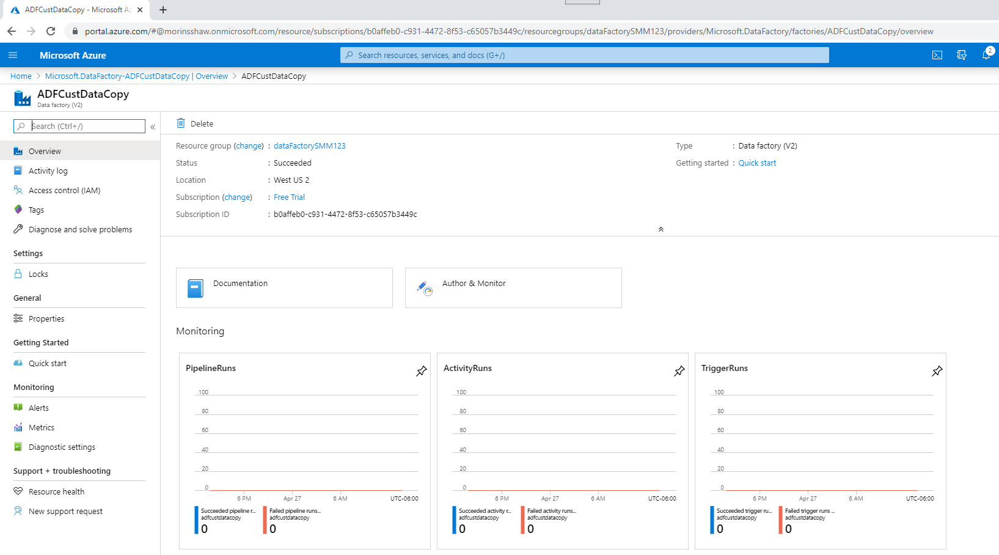 ADFCustDataCopy - Microsoft Az
portal.azure.com/#@morinsshaw.onmicrosoft.com/resource/subscriptions/b0affeb0-c931-4472-8f53-c65057b3449c/resourcegroups/dataFactorySMM123/providers/Microsoft.DataFactory/factories/ADFCustDataCopy/overview
Microsoft Azure
Search resources, services, and docs (G+/)
2
Home > Microsoft.DataFactory-ADFCustDataCopy | Overview > ADFCustDataCopy
ADFCustDataCopy
Data factory (V2)
Search (Ctrl+/)
«
Overview
Activity log
Access control (IAM)
Tags
Diagnose and solve problems
Settings
Locks
General
Properties
Getting Started
Quick start
Monitoring
Alerts
Metrics
Diagnostic settings
Support + troubleshooting
Resource health
New support request
Delete
Resource group (change) : dataFactorySMM123
Status : Succeeded
Location : West US 2
Subscription (change) : Free Trial
Subscription ID : b0affeb0-c931-4472-8f53-c65057b3449c
Type : Data factory (V2)
Getting started : Quick start
Documentation
Author & Monitor
Monitoring
PipelineRuns
100
80
60
40
20
0
6 PM Apr 27 6 AM UTC-06:00
Succeeded pipeline r...
adfcustdatacopy
0
Failed pipeline runs...
adfcustdatacopy
0
ActivityRuns
100
80
60
40
20
0
6 PM Apr 27 6 AM UTC-06:00
Succeeded activity r...
adfcustdatacopy
0
Failed activity runs...
adfcustdatacopy
0
TriggerRuns
100
80
60
40
20
0
6 PM Apr 27 6 AM UTC-06:00
Succeeded trigger ru...
adfcustdatacopy
0
Failed trigger runs ...
adfcustdatacopy
0